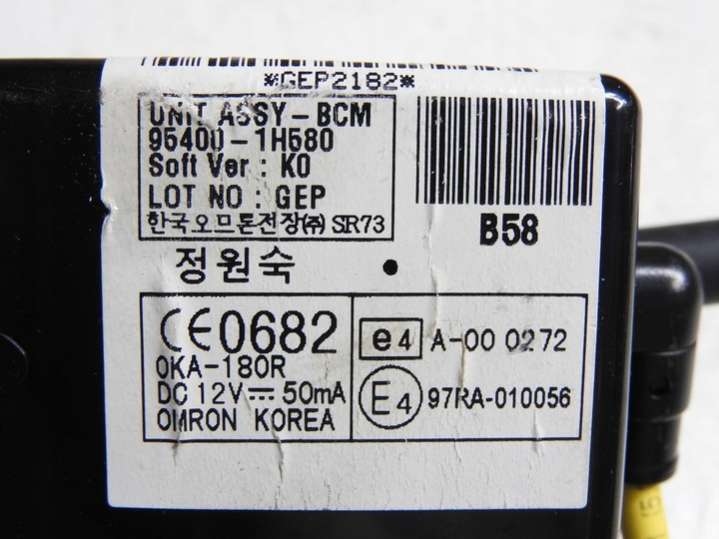 *GEP2182*
UNIT ASSY-BCM
95400-1H580
Soft Ver : K0
LOT NO : GEP
한국오므론전장㈜ SR73
B58
정원숙
CE0682
OKA-180R
DC 12V ⎓ 50mA
OMRON KOREA
e4 A-00 0272
E4 97RA-010056